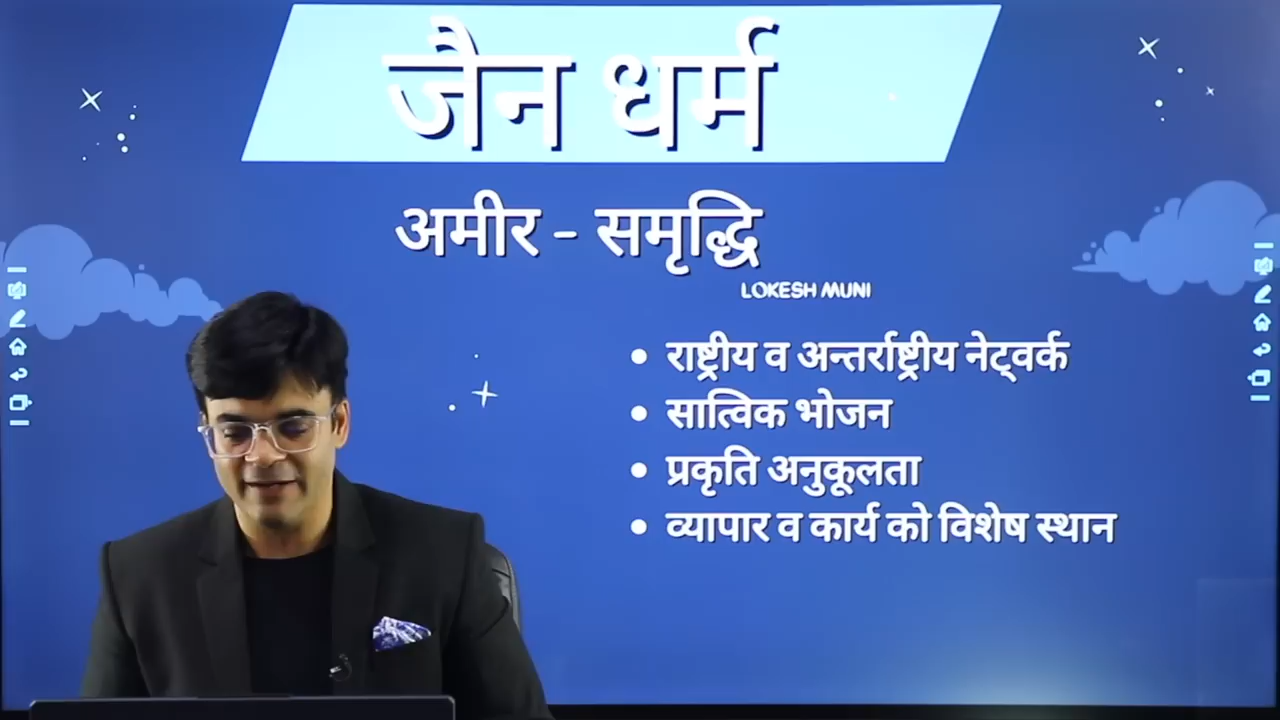 जैन धर्म
अमीर - समृद्धि
LOKESH MUNI
• राष्ट्रीय व अन्तर्राष्ट्रीय नेट्वर्क
• सात्विक भोजन
• प्रकृति अनुकूलता
• व्यापार व कार्य को विशेष स्थान